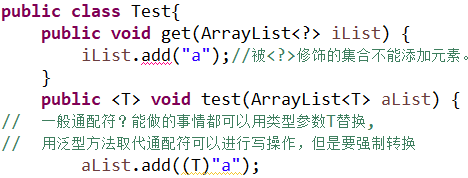 public class Test{
    public void get(ArrayList<?> iList) {
        iList.add("a");//被<?>修饰的集合不能添加元素。
    }
    public <T> void test(ArrayList<T> aList) {
//  一般通配符？能做的事情都可以用类型参数T替换,
//  用泛型方法取代通配符可以进行写操作，但是要强制转换
        aList.add((T)"a");